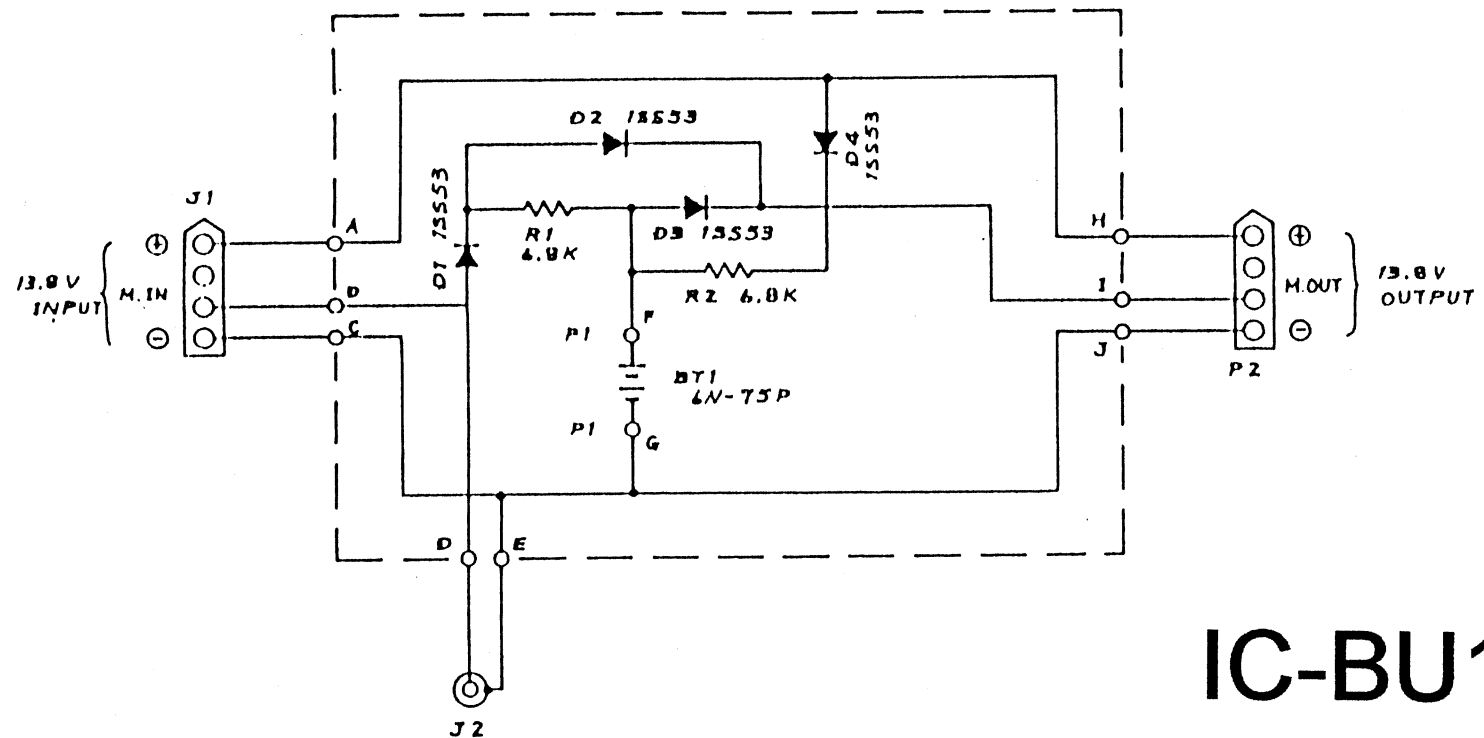 D2 1SS53
D4
1SS53
J1
D1 1SS53
A
R1
6.8K
D3 1SS53
H
⊕
⊕
13.8V
INPUT
M.IN
D
R2 6.8K
I
M.OUT
13.8V
OUTPUT
⊖
C
P1
F
J
⊖
P2
BT1
6N-75P
P1
G
D
E
J2
IC-BU1